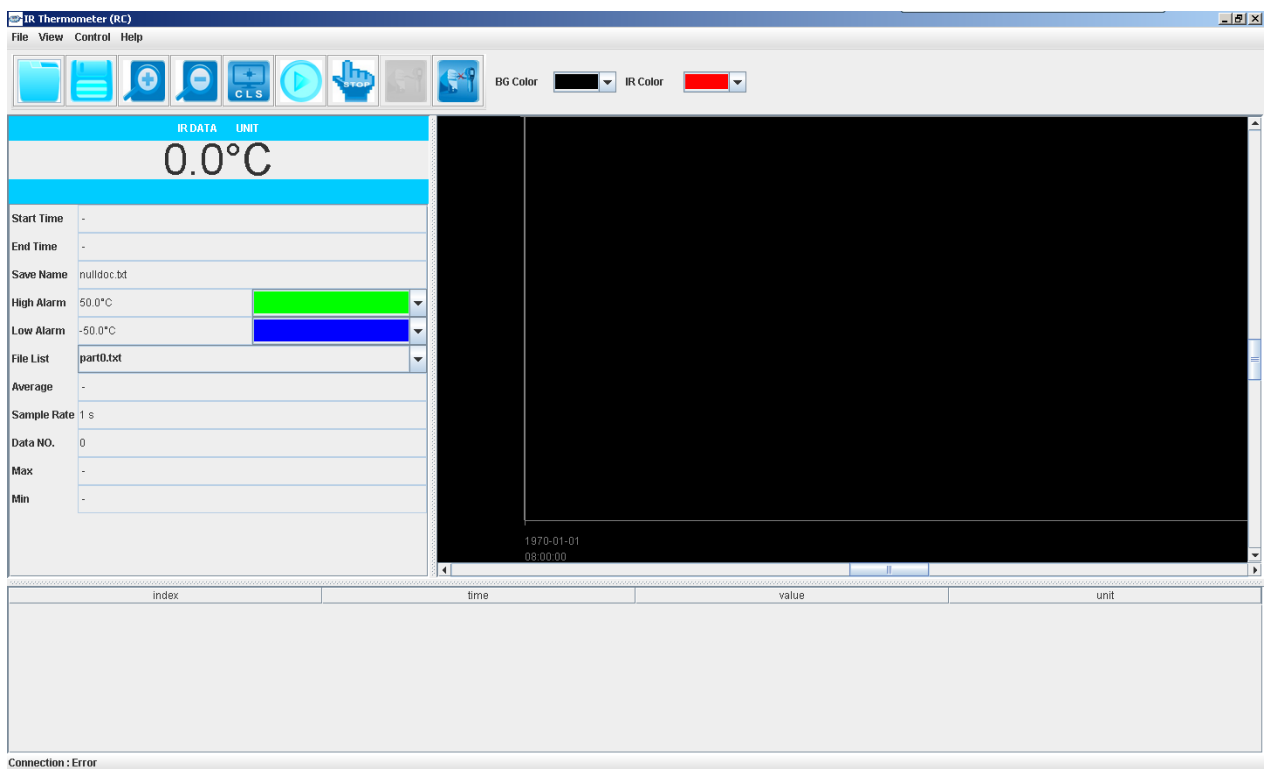 IR Thermometer (RC)
File View Control Help
CLS
STOP
BG Color
IR Color
IR DATA UNIT
0.0°C
Start Time -
End Time -
Save Name nulldoc.txt
High Alarm 50.0°C
Low Alarm -50.0°C
File List part0.txt
Average -
Sample Rate 1 s
Data NO. 0
Max -
Min -
1970-01-01
08:00:00
index time value unit
Connection : Error